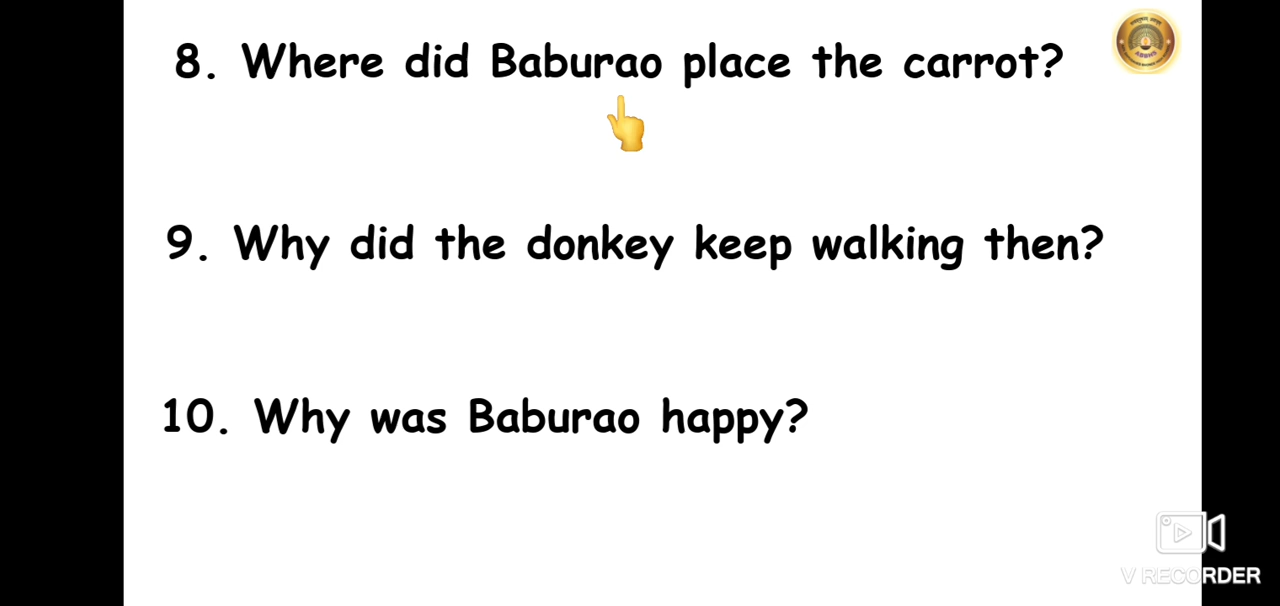 8. Where did Baburao place the carrot?
9. Why did the donkey keep walking then?
10. Why was Baburao happy?
V RECORDER